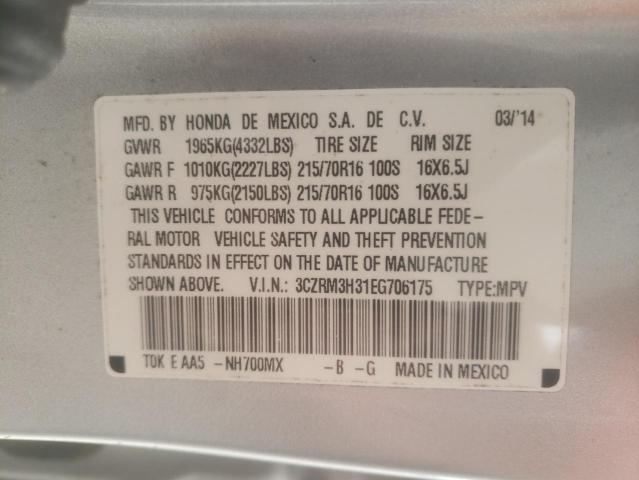 MFD. BY HONDA DE MEXICO S.A. DE C.V. 03/'14
GVWR 1965KG(4332LBS) TIRE SIZE RIM SIZE
GAWR F 1010KG(2227LBS) 215/70R16 100S 16X6.5J
GAWR R 975KG(2150LBS) 215/70R16 100S 16X6.5J
THIS VEHICLE CONFORMS TO ALL APPLICABLE FEDE-
RAL MOTOR VEHICLE SAFETY AND THEFT PREVENTION
STANDARDS IN EFFECT ON THE DATE OF MANUFACTURE
SHOWN ABOVE. V.I.N.: 3CZRM3H31EG706175 TYPE:MPV
T0K E AA5 -NH700MX -B -G MADE IN MEXICO